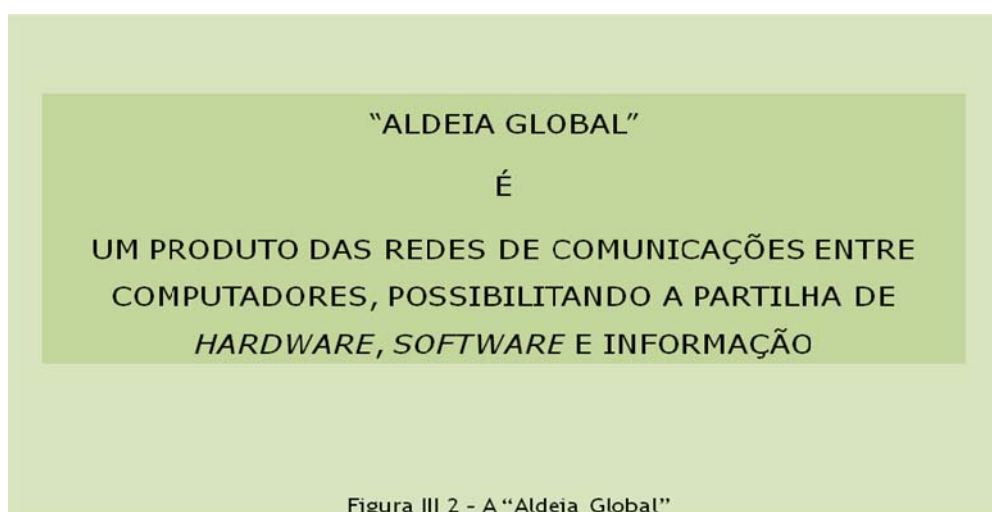 “ALDEIA GLOBAL”
É
UM PRODUTO DAS REDES DE COMUNICAÇÕES ENTRE
COMPUTADORES, POSSIBILITANDO A PARTILHA DE
HARDWARE, SOFTWARE E INFORMAÇÃO
Figura III 2 - A “Aldeia Global”